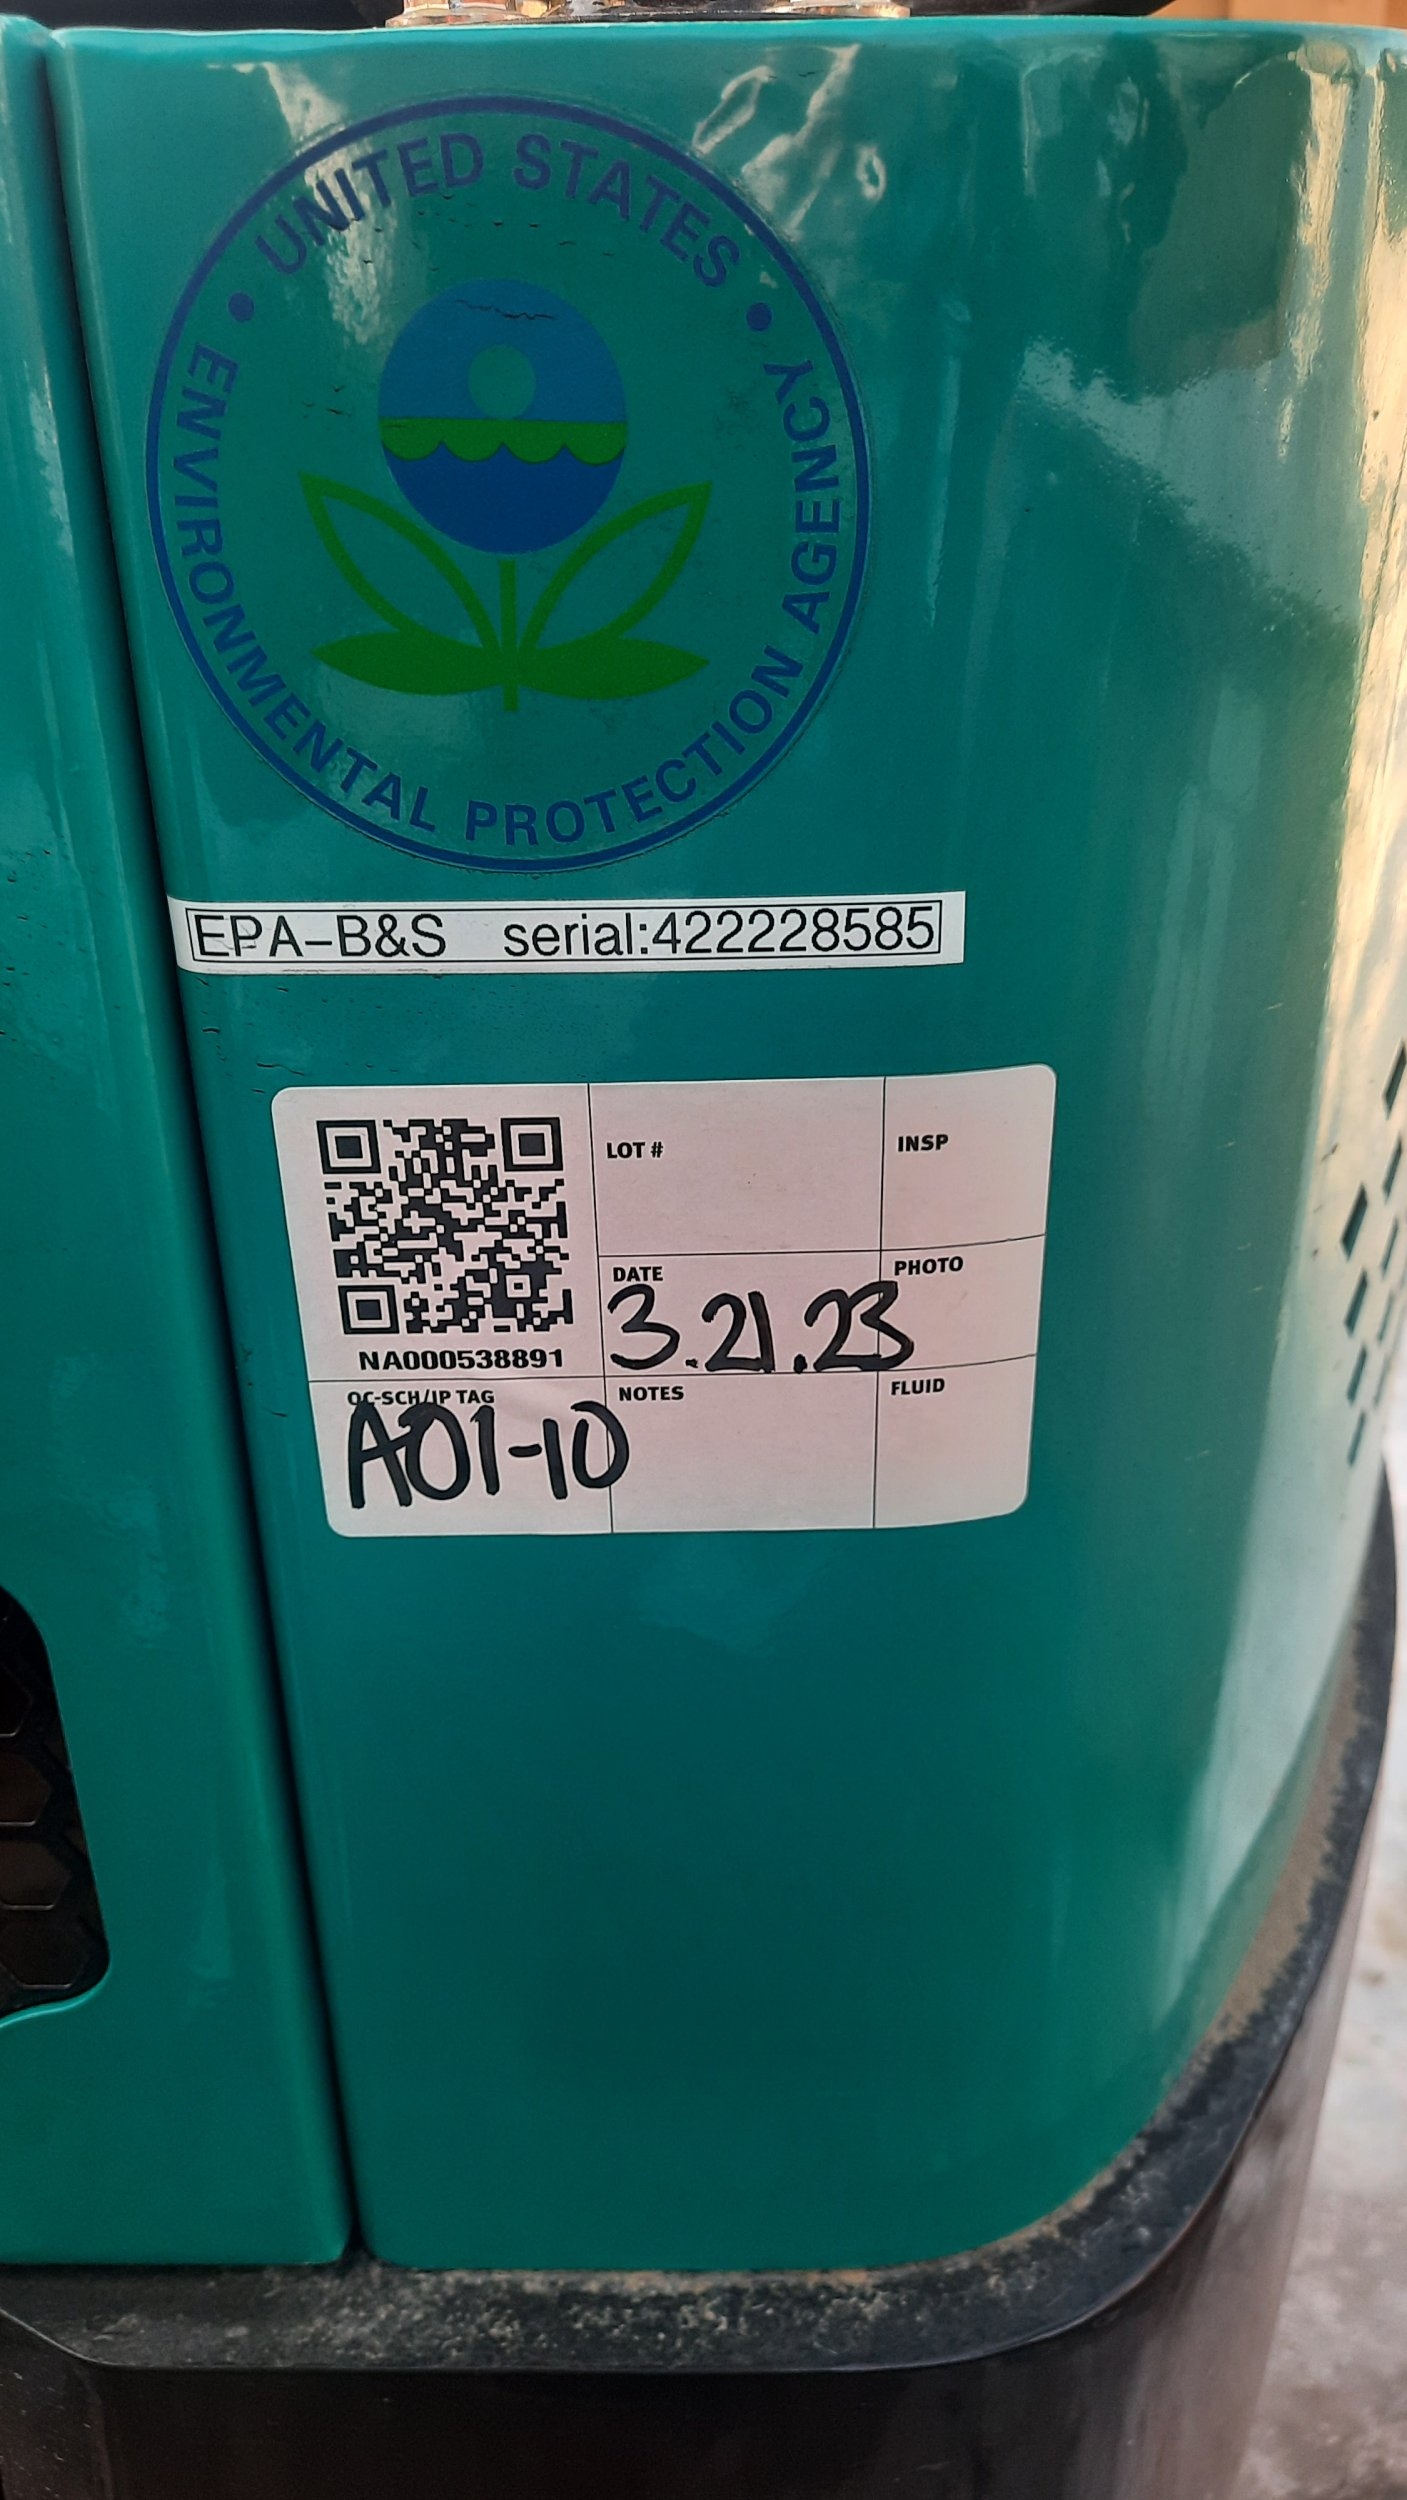 UNITED STATES
ENVIRONMENTAL PROTECTION AGENCY
EPA-B&S serial:422228585
LOT #
INSP
NA000538891
DATE
3.21.23
PHOTO
QC-SCH/IP TAG
A01-10
NOTES
FLUID